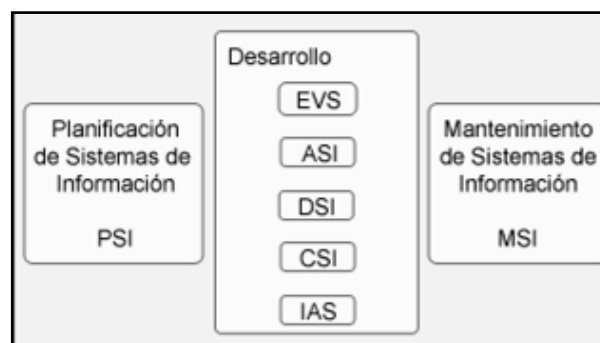 Planificación
de Sistemas de
Información
PSI
Desarrollo
EVS
ASI
DSI
CSI
IAS
Mantenimiento
de Sistemas de
Información
MSI